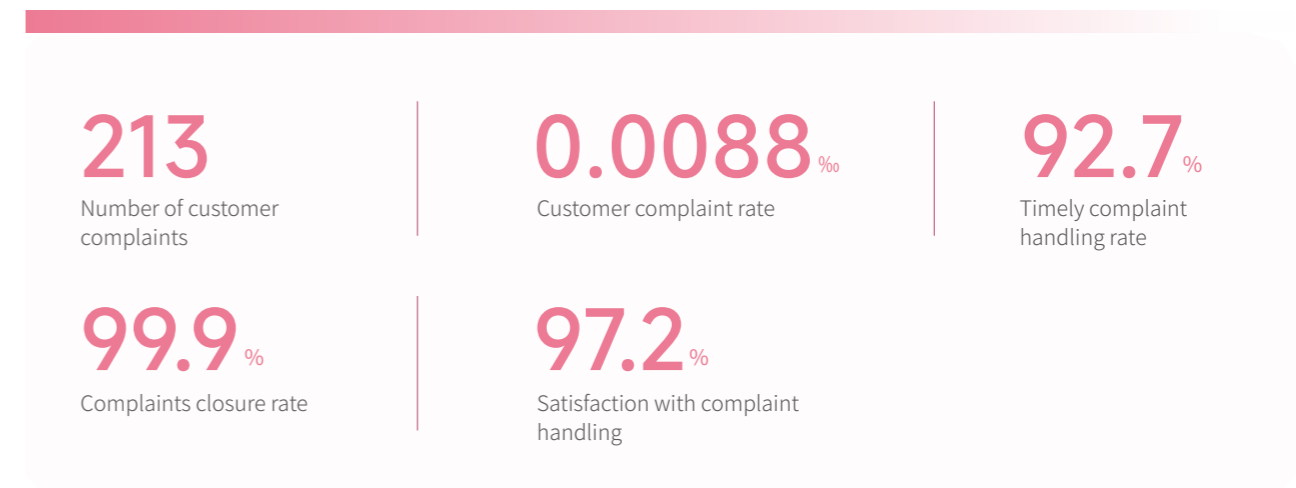 213
0.0088 ‰
92.7 %
Number of customer
complaints
Customer complaint rate
Timely complaint
handling rate
99.9 %
97.2 %
Complaints closure rate
Satisfaction with complaint
handling